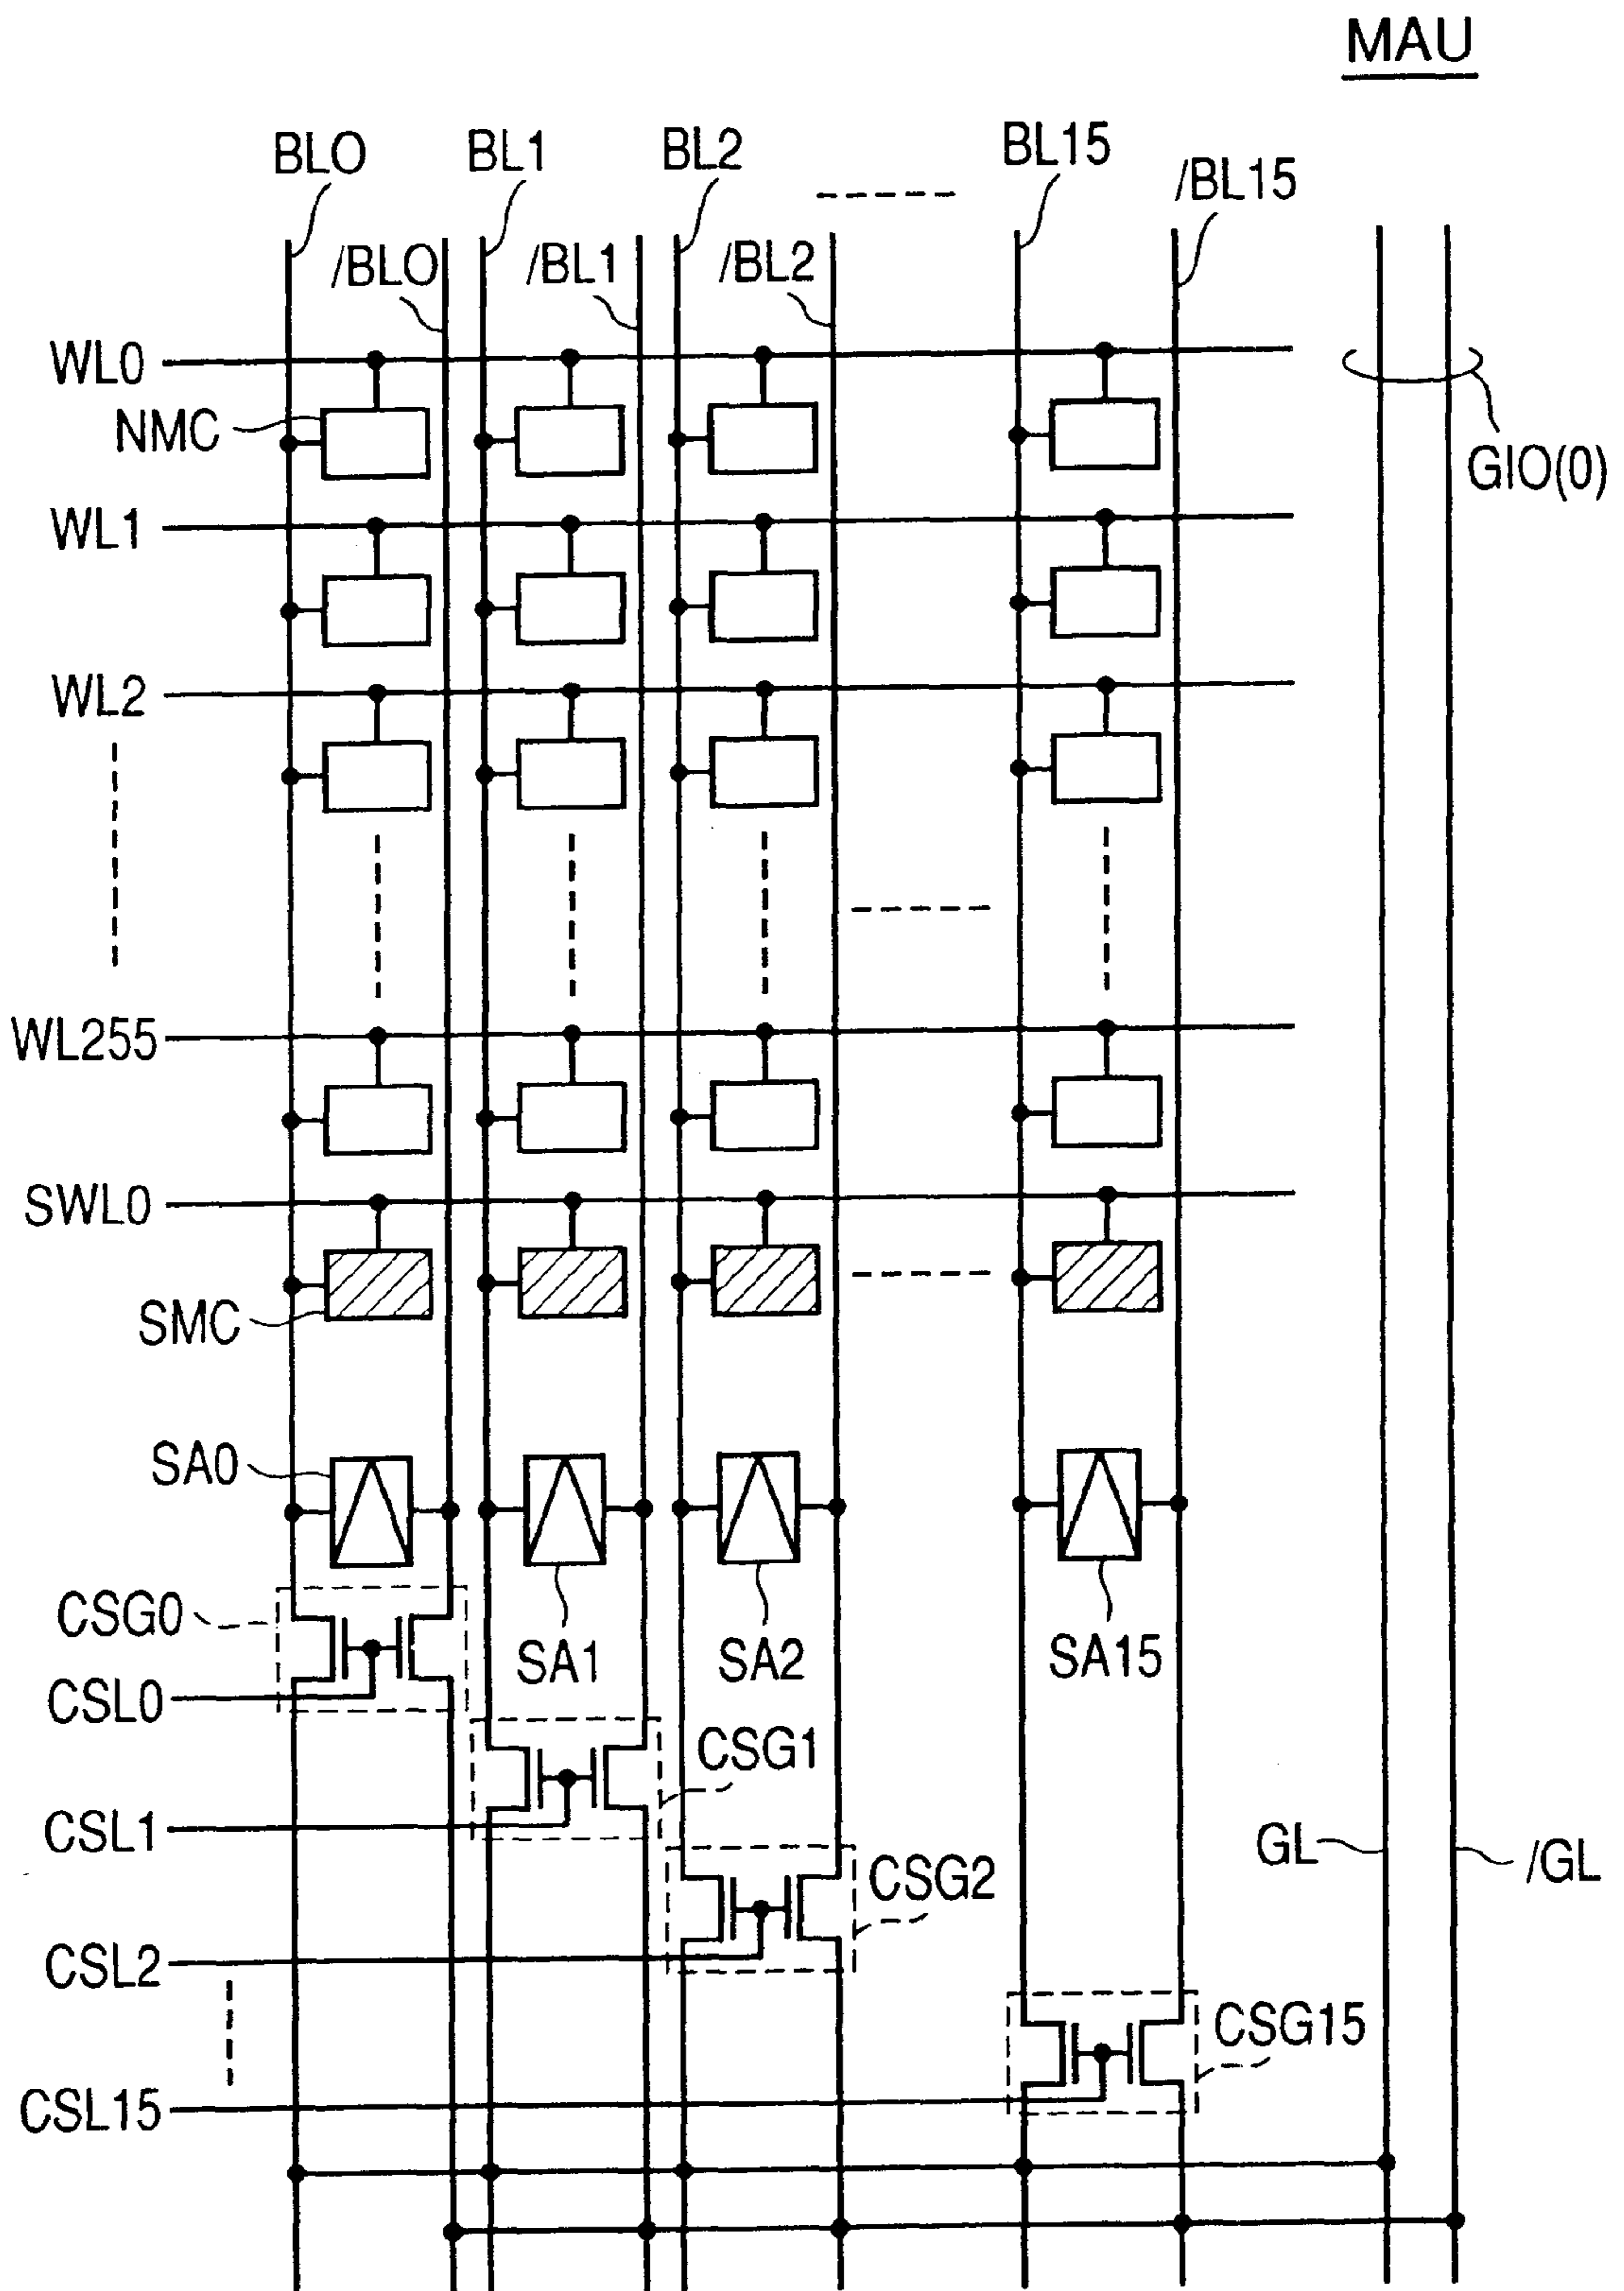 MAU
BL0
BL1
BL2
BL15
/BL15
/BL0
/BL1
/BL2
WL0
NMC
GIO(0)
WL1
WL2
WL255
SWL0
SMC
SA0
CSG0
SA1
SA2
SA15
CSL0
CSG1
CSL1
GL
/GL
CSG2
CSL2
CSG15
CSL15